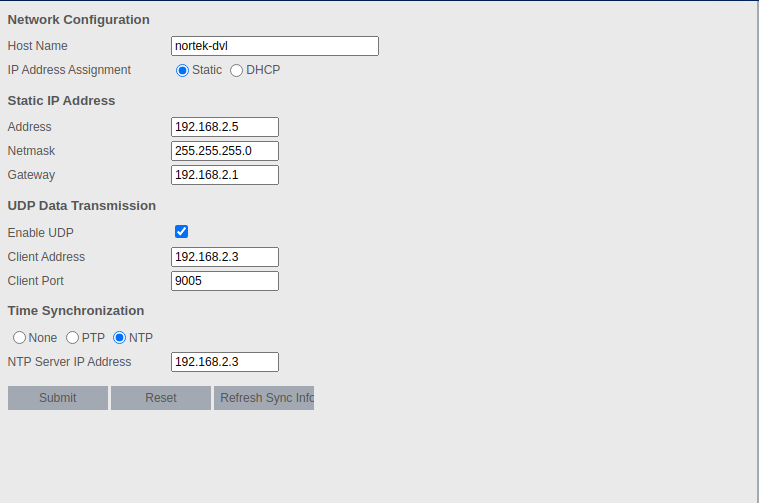 Network Configuration
Host Name nortek-dvl
IP Address Assignment Static DHCP
Static IP Address
Address 192.168.2.5
Netmask 255.255.255.0
Gateway 192.168.2.1
UDP Data Transmission
Enable UDP
Client Address 192.168.2.3
Client Port 9005
Time Synchronization
None PTP NTP
NTP Server IP Address 192.168.2.3
Submit Reset Refresh Sync Info